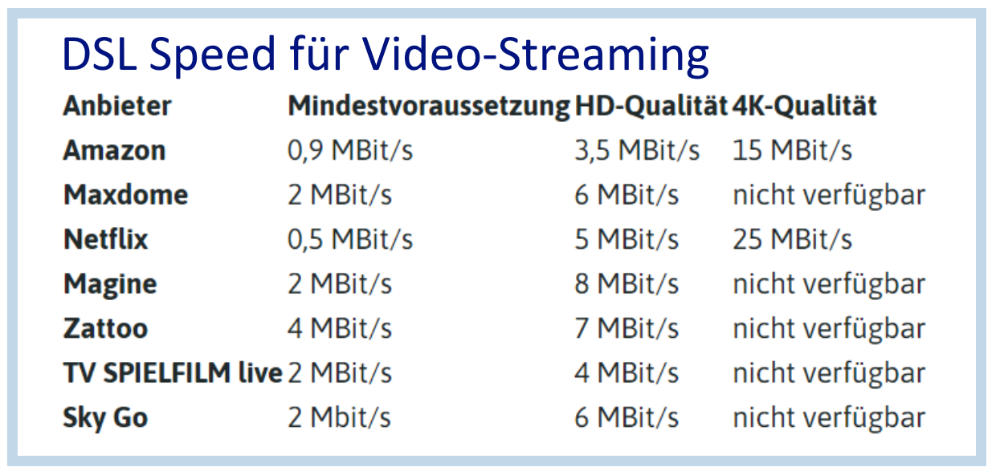 DSL Speed für Video-Streaming
Anbieter Mindestvoraussetzung HD-Qualität 4K-Qualität
Amazon 0,9 MBit/s 3,5 MBit/s 15 MBit/s
Maxdome 2 MBit/s 6 MBit/s nicht verfügbar
Netflix 0,5 MBit/s 5 MBit/s 25 MBit/s
Magine 2 MBit/s 8 MBit/s nicht verfügbar
Zattoo 4 MBit/s 7 MBit/s nicht verfügbar
TV SPIELFILM live 2 MBit/s 4 MBit/s nicht verfügbar
Sky Go 2 Mbit/s 6 MBit/s nicht verfügbar